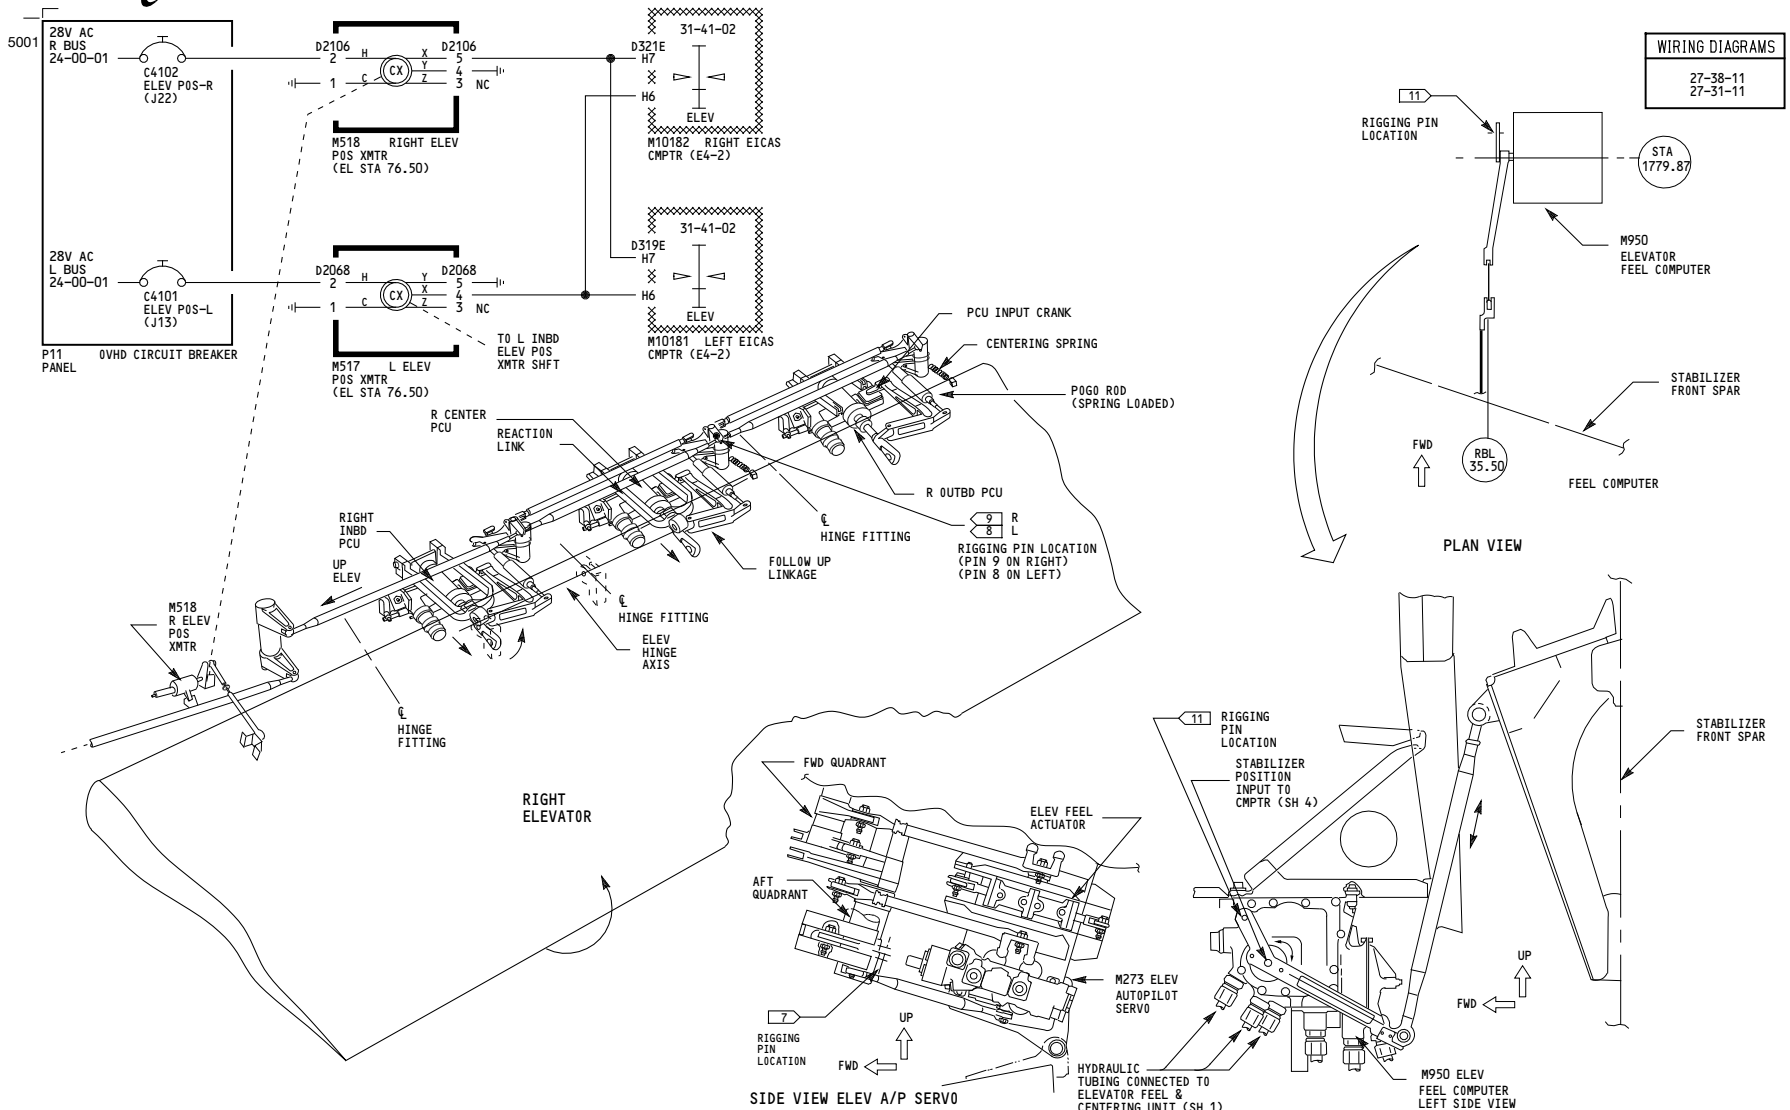 5001
28V AC
R BUS
24-00-01
C4102
ELEV POS-R
(J22)
28V AC
L BUS
24-00-01
C4101
ELEV POS-L
(J13)
P11 OVHD CIRCUIT BREAKER
PANEL
D2106
2 H
1 C
CX
D2106
X 5
Y 4
Z 3 NC
M518 RIGHT ELEV
POS XMTR
(EL STA 76.50)
D2068
2 H
1 C
CX
D2068
Y 5
X 4
Z 3 NC
M517 L ELEV
POS XMTR
(EL STA 76.50)
TO L INBD
ELEV POS
XMTR SHFT
31-41-02
D321E
H7
H6
ELEV
M10182 RIGHT EICAS
CMPTR (E4-2)
31-41-02
D319E
H7
H6
ELEV
M10181 LEFT EICAS
CMPTR (E4-2)
WIRING DIAGRAMS
27-38-11
27-31-11
11
RIGGING PIN
LOCATION
STA
1779.87
M950
ELEVATOR
FEEL COMPUTER
STABILIZER
FRONT SPAR
FWD
RBL
35.50
FEEL COMPUTER
PLAN VIEW
PCU INPUT CRANK
CENTERING SPRING
POGO ROD
(SPRING LOADED)
R CENTER
PCU
REACTION
LINK
R OUTBD PCU
9 R
8 L
RIGGING PIN LOCATION
(PIN 9 ON RIGHT)
(PIN 8 ON LEFT)
℄
HINGE FITTING
FOLLOW UP
LINKAGE
RIGHT
INBD
PCU
UP
ELEV
℄
HINGE FITTING
ELEV
HINGE
AXIS
M518
R ELEV
POS
XMTR
℄
HINGE
FITTING
RIGHT
ELEVATOR
FWD QUADRANT
ELEV FEEL
ACTUATOR
AFT
QUADRANT
M273 ELEV
AUTOPILOT
SERVO
7
RIGGING
PIN
LOCATION
UP
FWD
SIDE VIEW ELEV A/P SERVO
11 RIGGING
PIN
LOCATION
STABILIZER
POSITION
INPUT TO
CMPTR (SH 4)
STABILIZER
FRONT SPAR
UP
FWD
HYDRAULIC
TUBING CONNECTED TO
ELEVATOR FEEL &
CENTERING UNIT (SH 1)
M950 ELEV
FEEL COMPUTER
LEFT SIDE VIEW